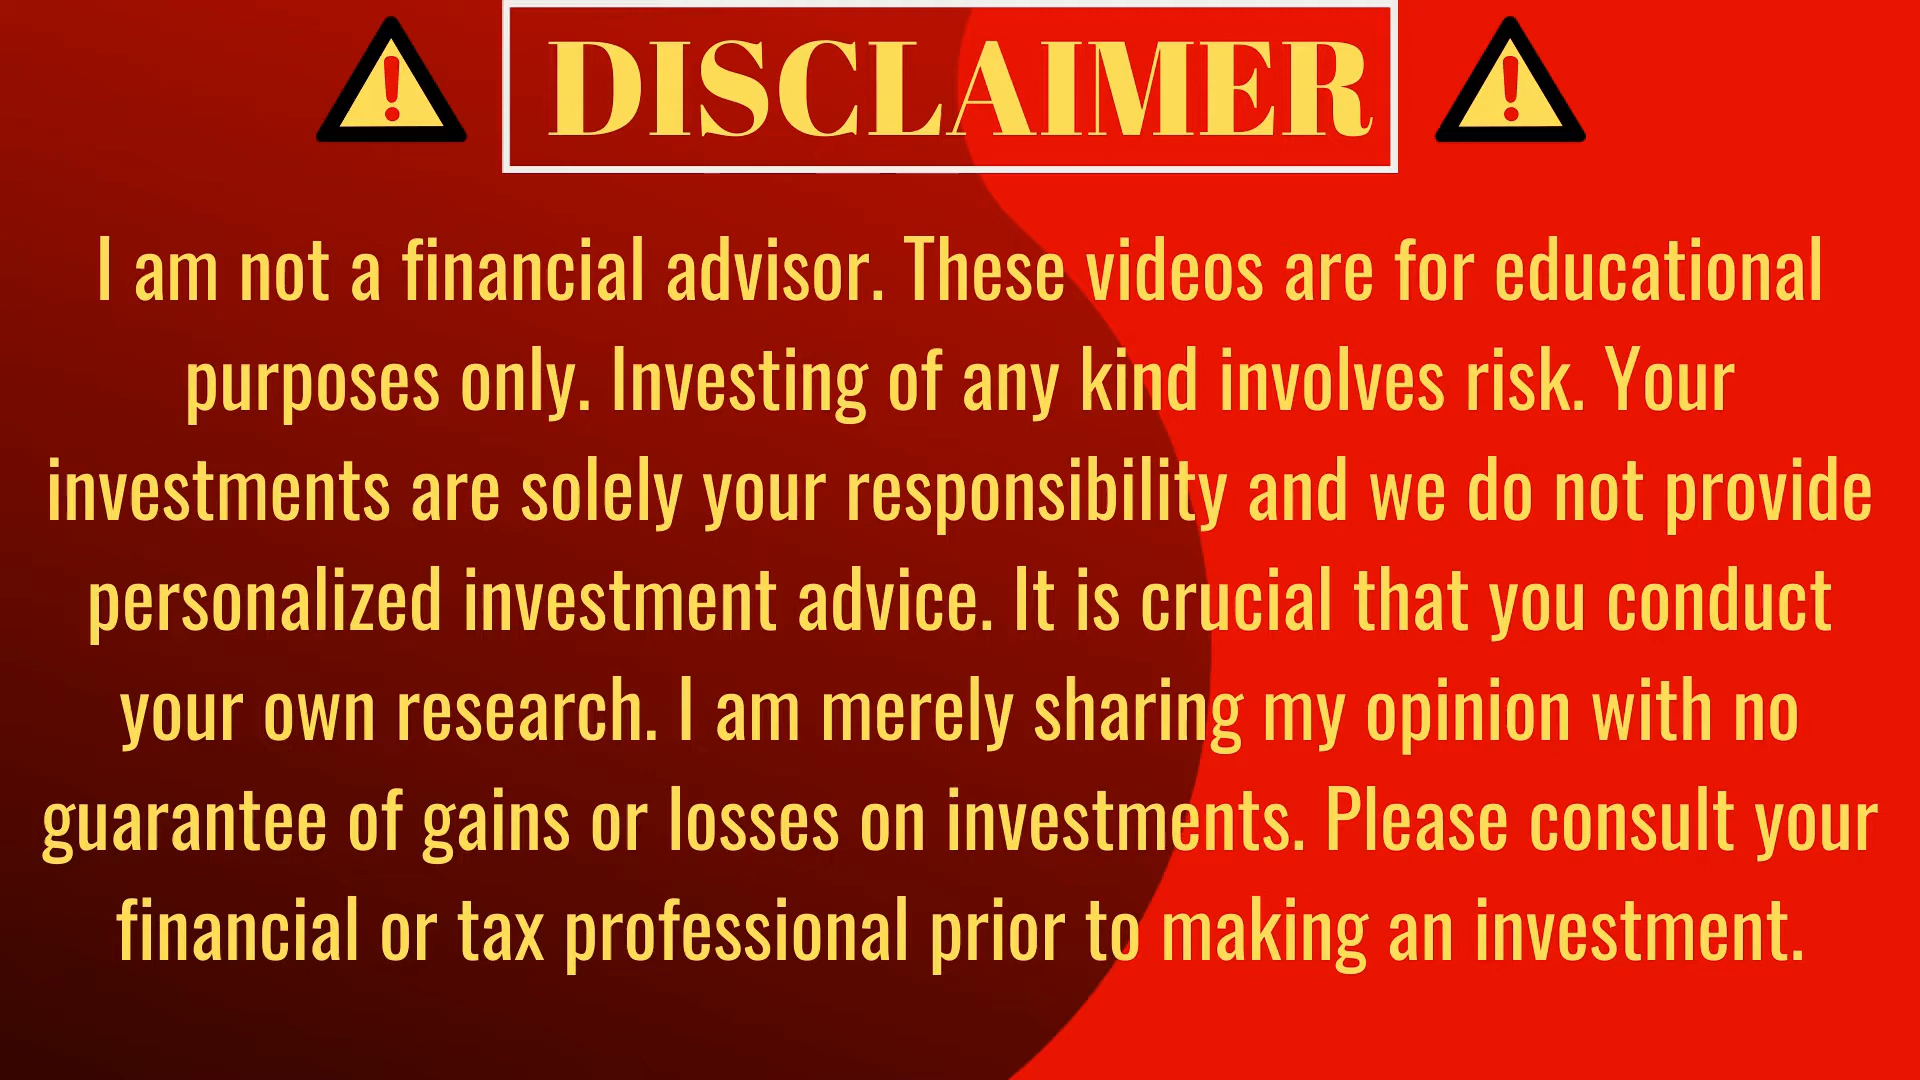 DISCLAIMER
I am not a financial advisor. These videos are for educational
purposes only. Investing of any kind involves risk. Your
investments are solely your responsibility and we do not provide
personalized investment advice. It is crucial that you conduct
your own research. I am merely sharing my opinion with no
guarantee of gains or losses on investments. Please consult your
financial or tax professional prior to making an investment.